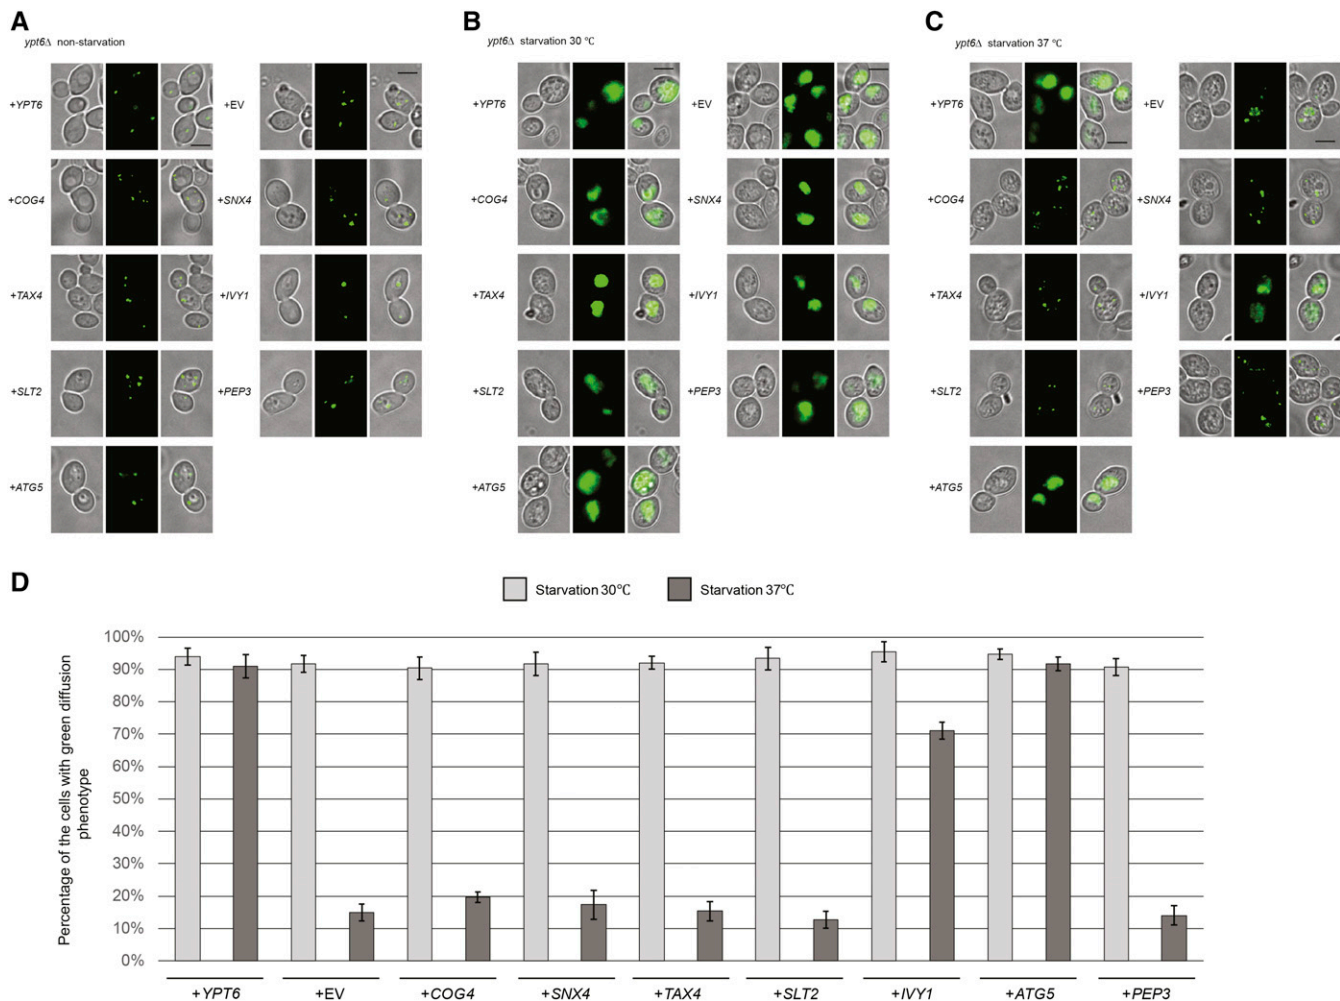 A
ypt6Δ non-starvation
+YPT6
+EV
+COG4
+SNX4
+TAX4
+IVY1
+SLT2
+PEP3
+ATG5
B
ypt6Δ starvation 30 ℃
+YPT6
+EV
+COG4
+SNX4
+TAX4
+IVY1
+SLT2
+PEP3
+ATG5
C
ypt6Δ starvation 37 ℃
+YPT6
+EV
+COG4
+SNX4
+TAX4
+IVY1
+SLT2
+PEP3
+ATG5
D
Starvation 30℃
Starvation 37℃
Percentage of the cells with green diffusion
phenotype
100%
90%
80%
70%
60%
50%
40%
30%
20%
10%
0%
+YPT6
+EV
+COG4
+SNX4
+TAX4
+SLT2
+IVY1
+ATG5
+PEP3